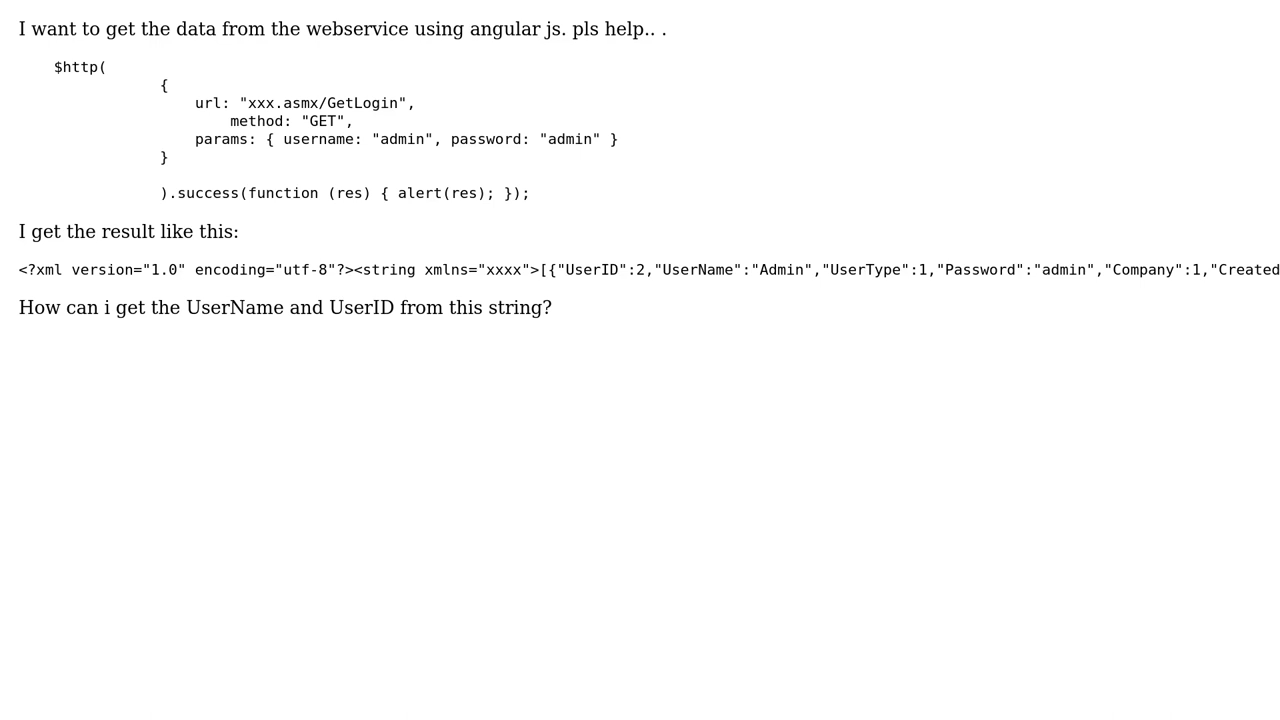 I want to get the data from the webservice using angular js. pls help.. .
$http(
{
url: "xxx.asmx/GetLogin",
method: "GET",
params: { username: "admin", password: "admin" }
}
).success(function (res) { alert(res); });
I get the result like this:
<?xml version="1.0" encoding="utf-8"?><string xmlns="xxxx">[{"UserID":2,"UserName":"Admin","UserType":1,"Password":"admin","Company":1,"Created
How can i get the UserName and UserID from this string?